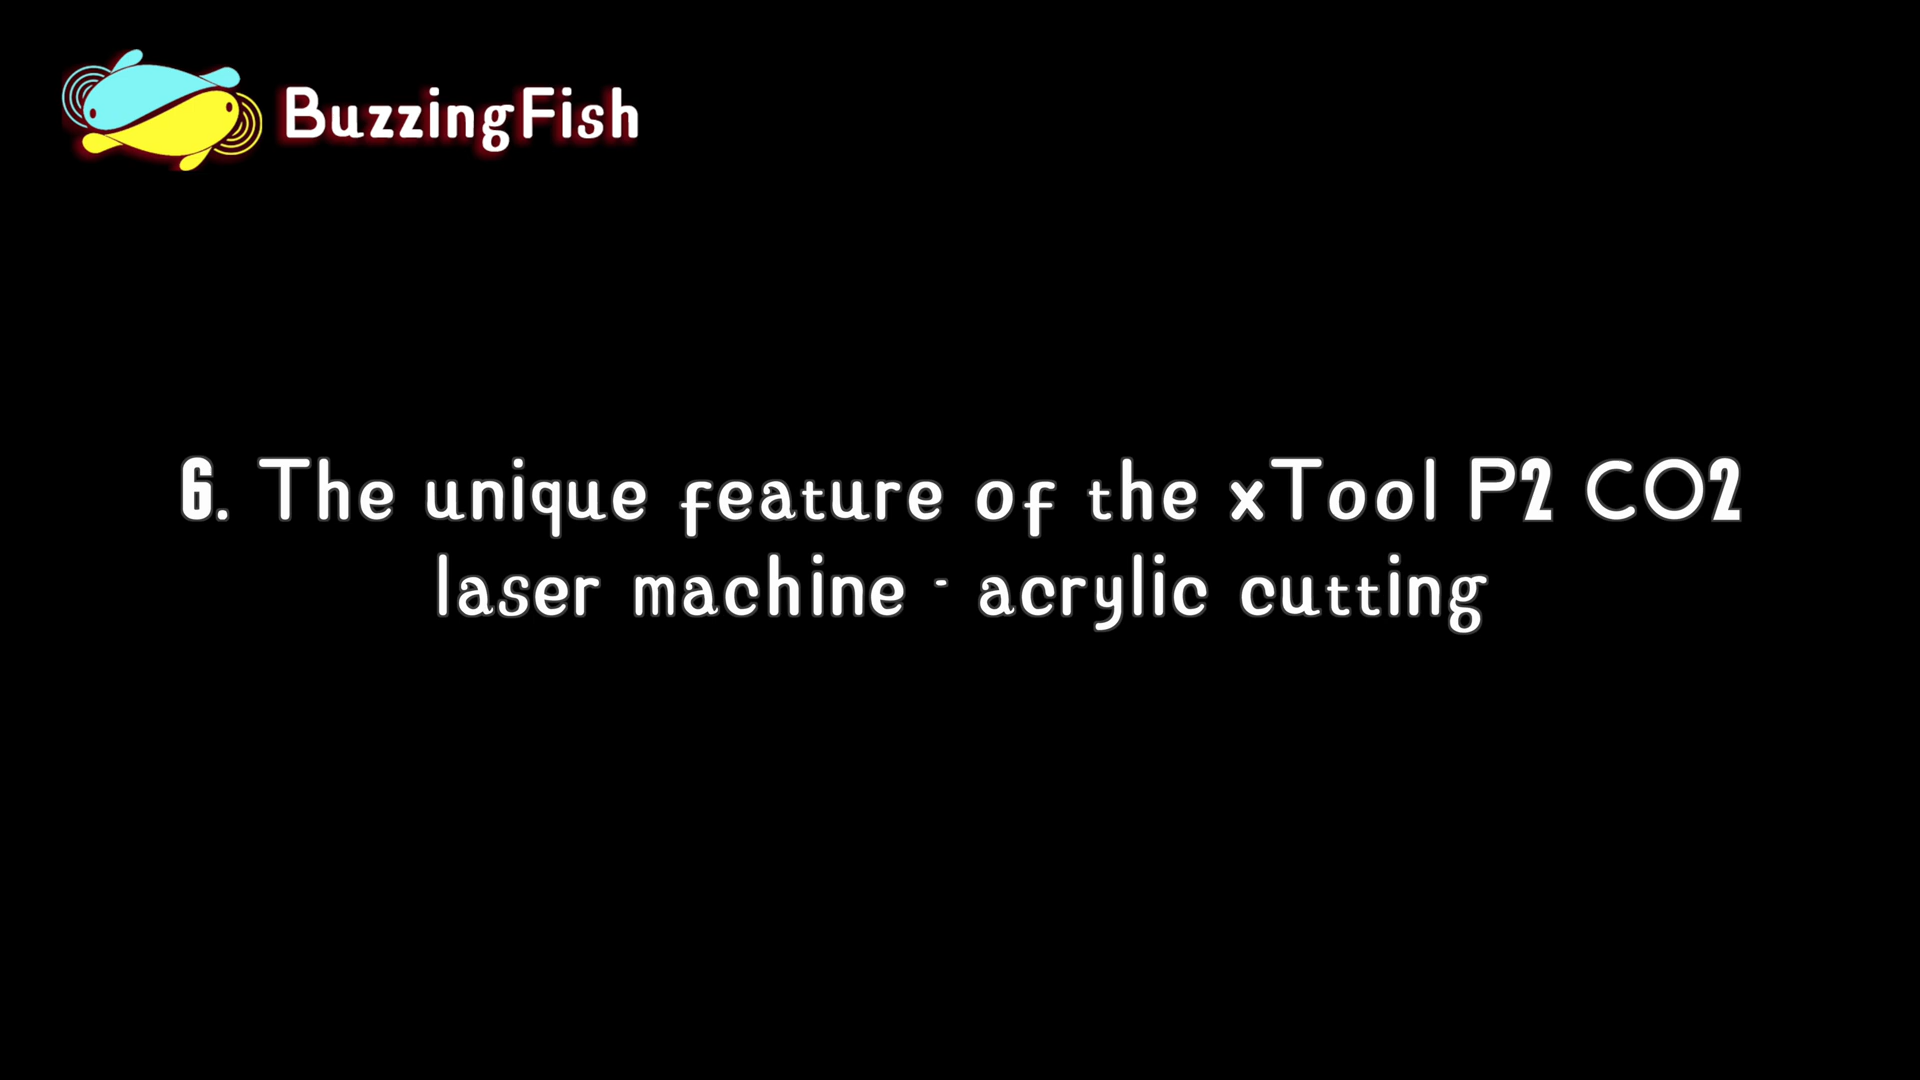 BuzzingFish
6. The unique feature of the xTool P2 CO2
laser machine - acrylic cutting